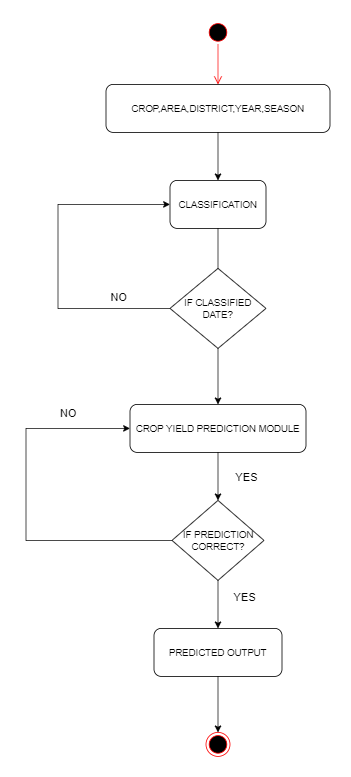 CROP,AREA,DISTRICT,YEAR,SEASON
CLASSIFICATION
NO
IF CLASSIFIED
DATE?
NO
CROP YIELD PREDICTION MODULE
YES
IF PREDICTION
CORRECT?
YES
PREDICTED OUTPUT